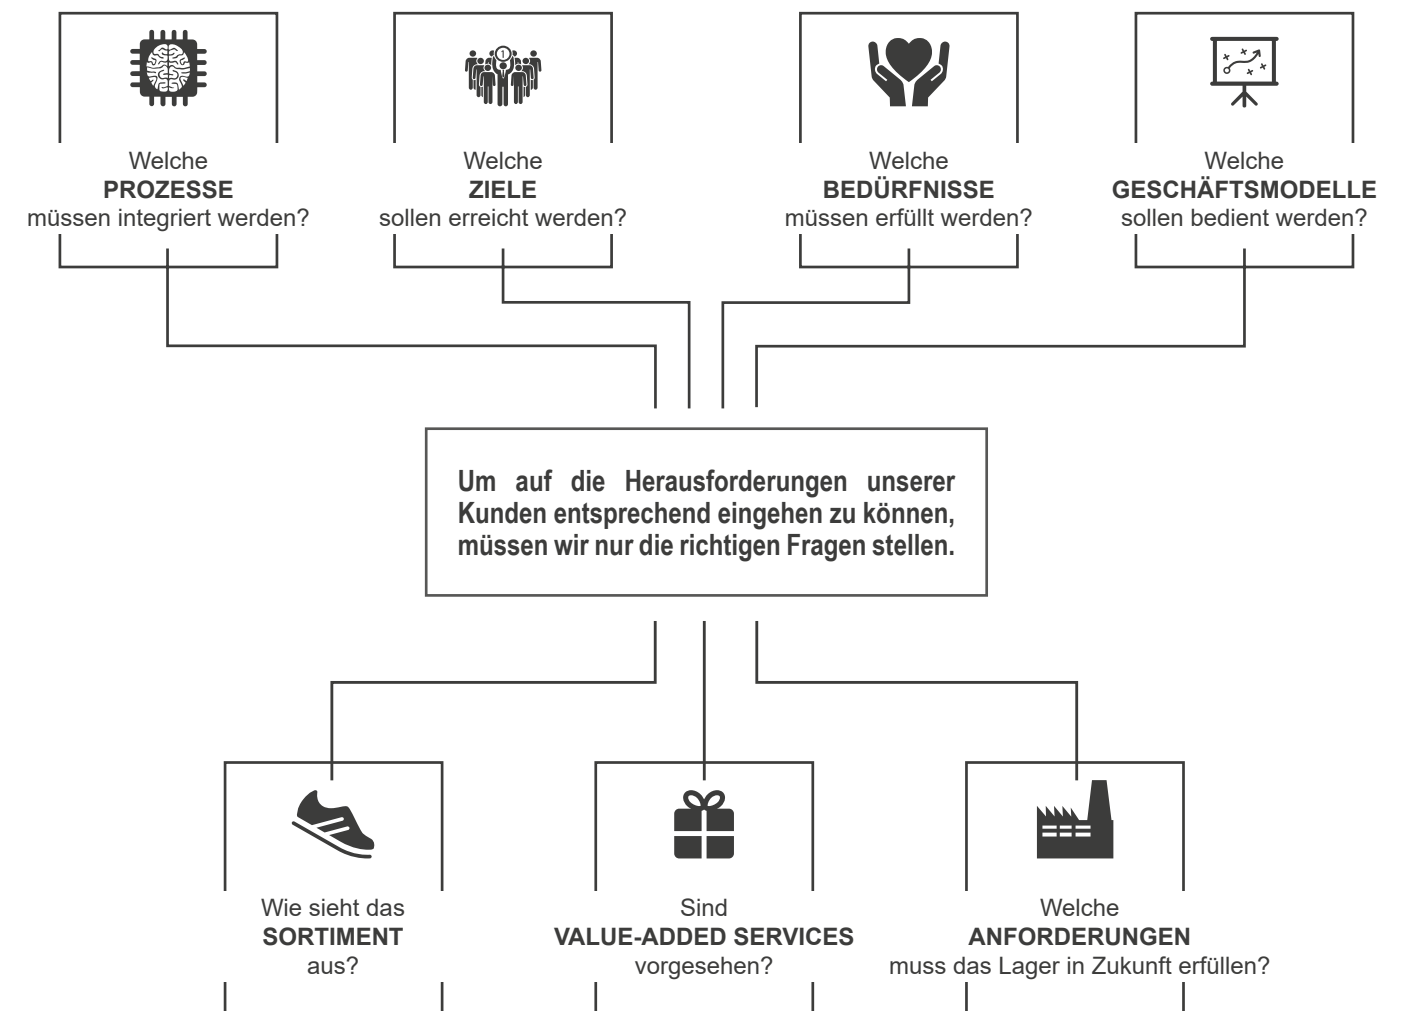 1
Welche
PROZESSE
müssen integriert werden?
Welche
ZIELE
sollen erreicht werden?
Welche
BEDÜRFNISSE
müssen erfüllt werden?
Welche
GESCHÄFTSMODELLE
sollen bedient werden?
Um auf die Herausforderungen unserer
Kunden entsprechend eingehen zu können,
müssen wir nur die richtigen Fragen stellen.
Wie sieht das
SORTIMENT
aus?
Sind
VALUE-ADDED SERVICES
vorgesehen?
Welche
ANFORDERUNGEN
muss das Lager in Zukunft erfüllen?